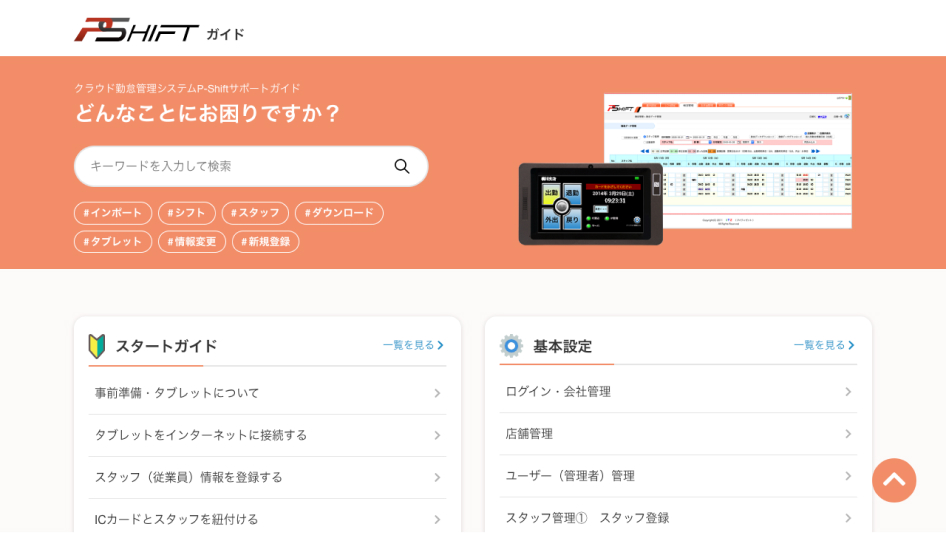 P-SHIFT ガイド
クラウド勤怠管理システムP-Shiftサポートガイド
どんなことにお困りですか？
キーワードを入力して検索
#インポート #シフト #スタッフ #ダウンロード
#タブレット #情報変更 #新規登録
出勤 退勤
外出 戻り
2014年 3月29日(土)
09:23:31
スタートガイド 一覧を見る
事前準備・タブレットについて
タブレットをインターネットに接続する
スタッフ（従業員）情報を登録する
ICカードとスタッフを紐付ける
基本設定 一覧を見る
ログイン・会社管理
店舗管理
ユーザー（管理者）管理
スタッフ管理①　スタッフ登録